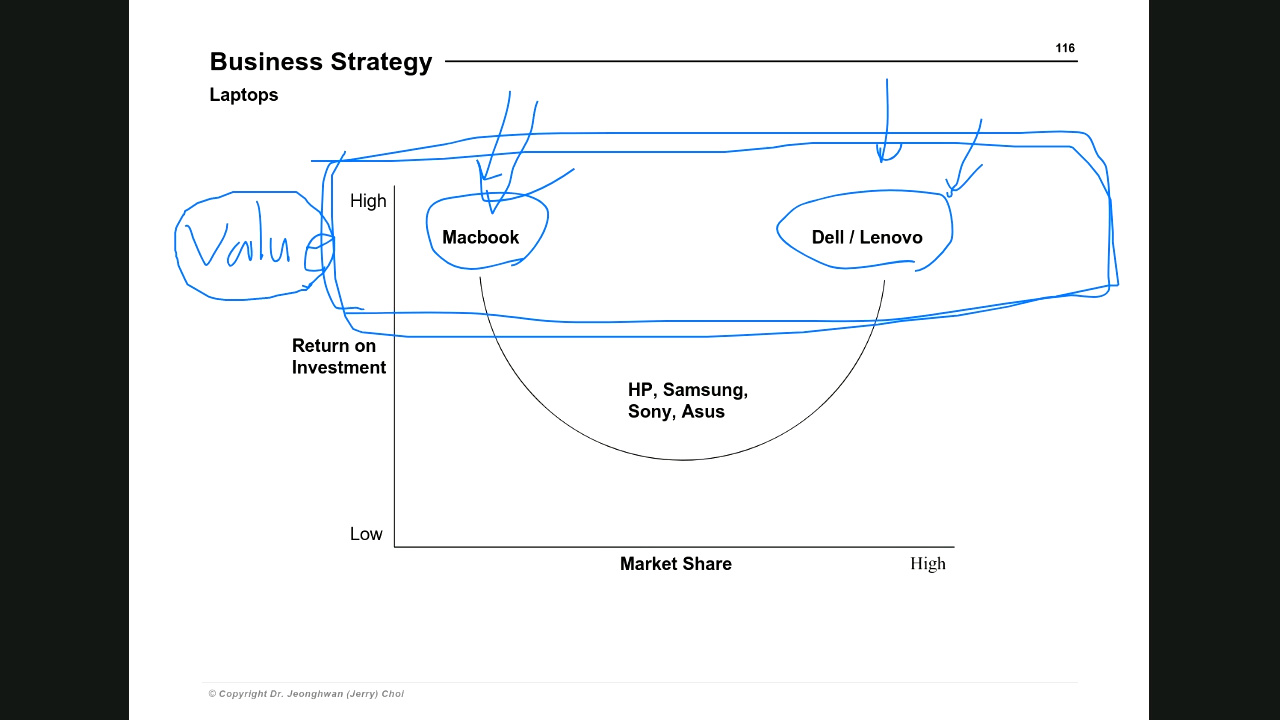 116
Business Strategy
Laptops
High
Value
Macbook
Dell / Lenovo
Return on
Investment
HP, Samsung,
Sony, Asus
Low
Market Share
High
© Copyright Dr. Jeonghwan (Jerry) Choi